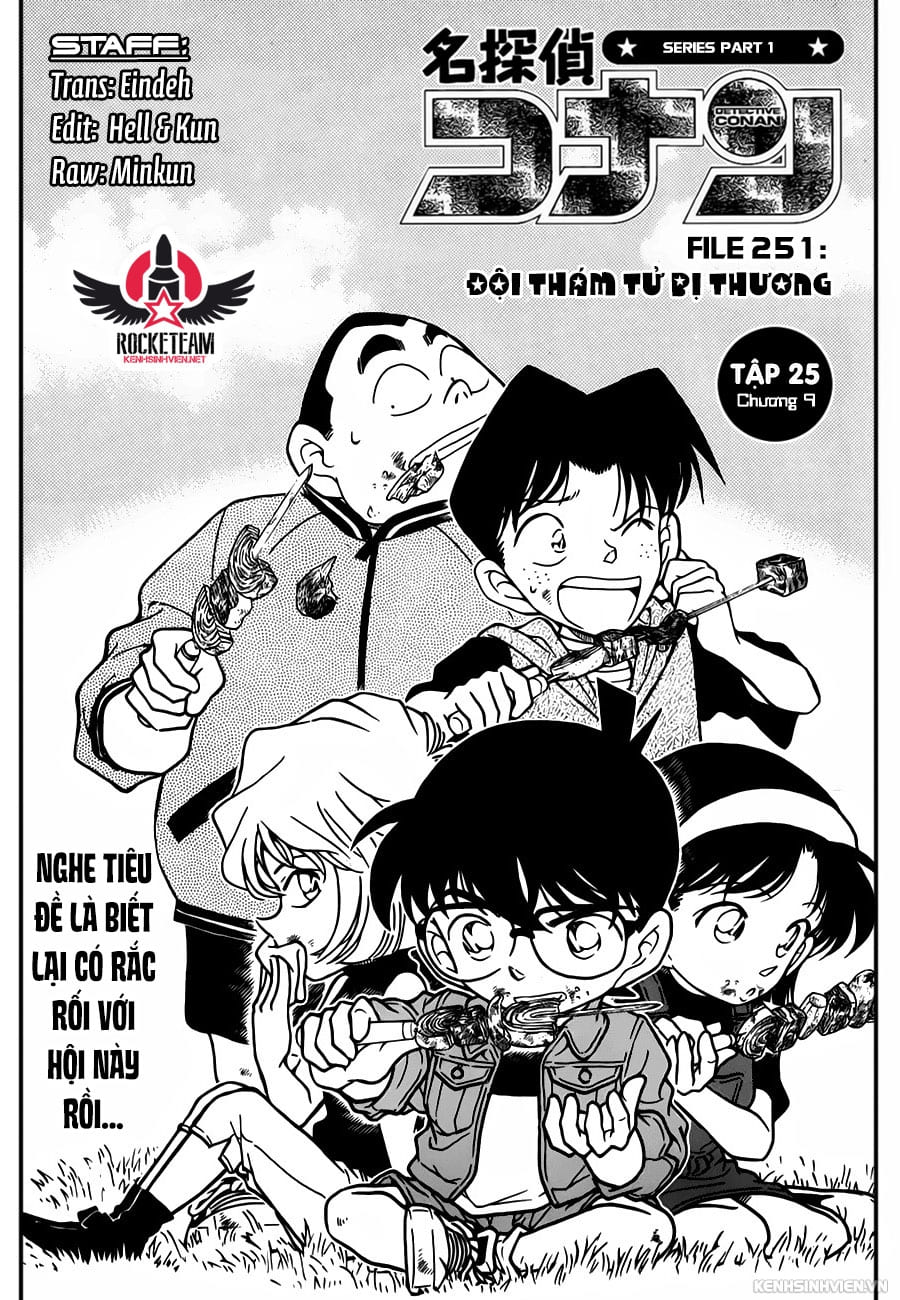 STAFF:
Trans: Eindeh
Edit: Hell & Kun
Raw: Minkun
ROCKETEAM
KENHSINHVIEN.NET
名探偵
SERIES PART 1
コナン
DETECTIVE
CONAN
FILE 251:
ĐỘI THÁM TỬ BỊ THƯƠNG
TẬP 25
Chương 9
NGHE TIÊU
ĐỀ LÀ BIẾT
LẠI CÓ RẮC
RỐI VỚI
HỘI NÀY
RỒI...
KENHSINHVIEN.VN